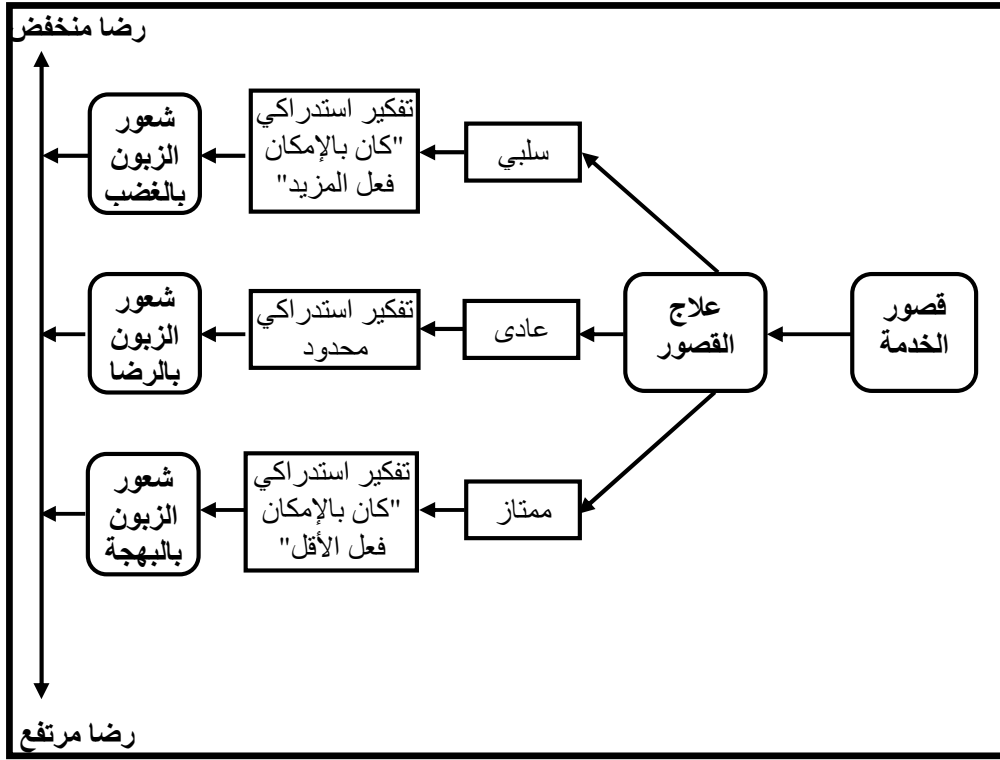 رضا منخفض
قصور
الخدمة
علاج
القصور
سلبي
تفكير استدراكي
"كان بالإمكان
فعل المزيد"
شعور
الزبون
بالغضب
عادى
تفكير استدراكي
محدود
شعور
الزبون
بالرضا
ممتاز
تفكير استدراكي
"كان بالإمكان
فعل الأقل"
شعور
الزبون
بالبهجة
رضا مرتفع